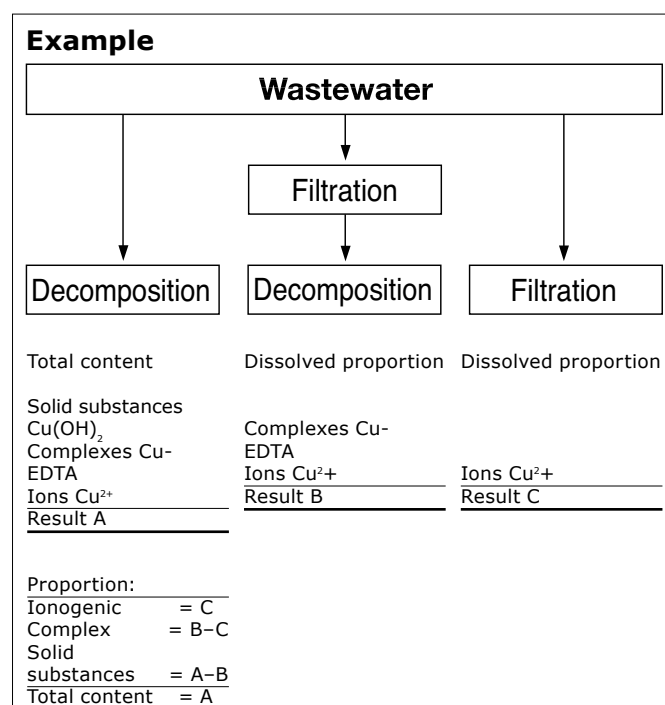 Example
Wastewater
Filtration
Decomposition
Decomposition
Filtration
Total content
Dissolved proportion
Dissolved proportion
Solid substances
Cu(OH)₂
Complexes Cu-
EDTA
Ions Cu²⁺
Result A
Complexes Cu-
EDTA
Ions Cu²+
Result B
Ions Cu²+
Result C
Proportion:
Ionogenic = C
Complex = B–C
Solid
substances = A–B
Total content = A